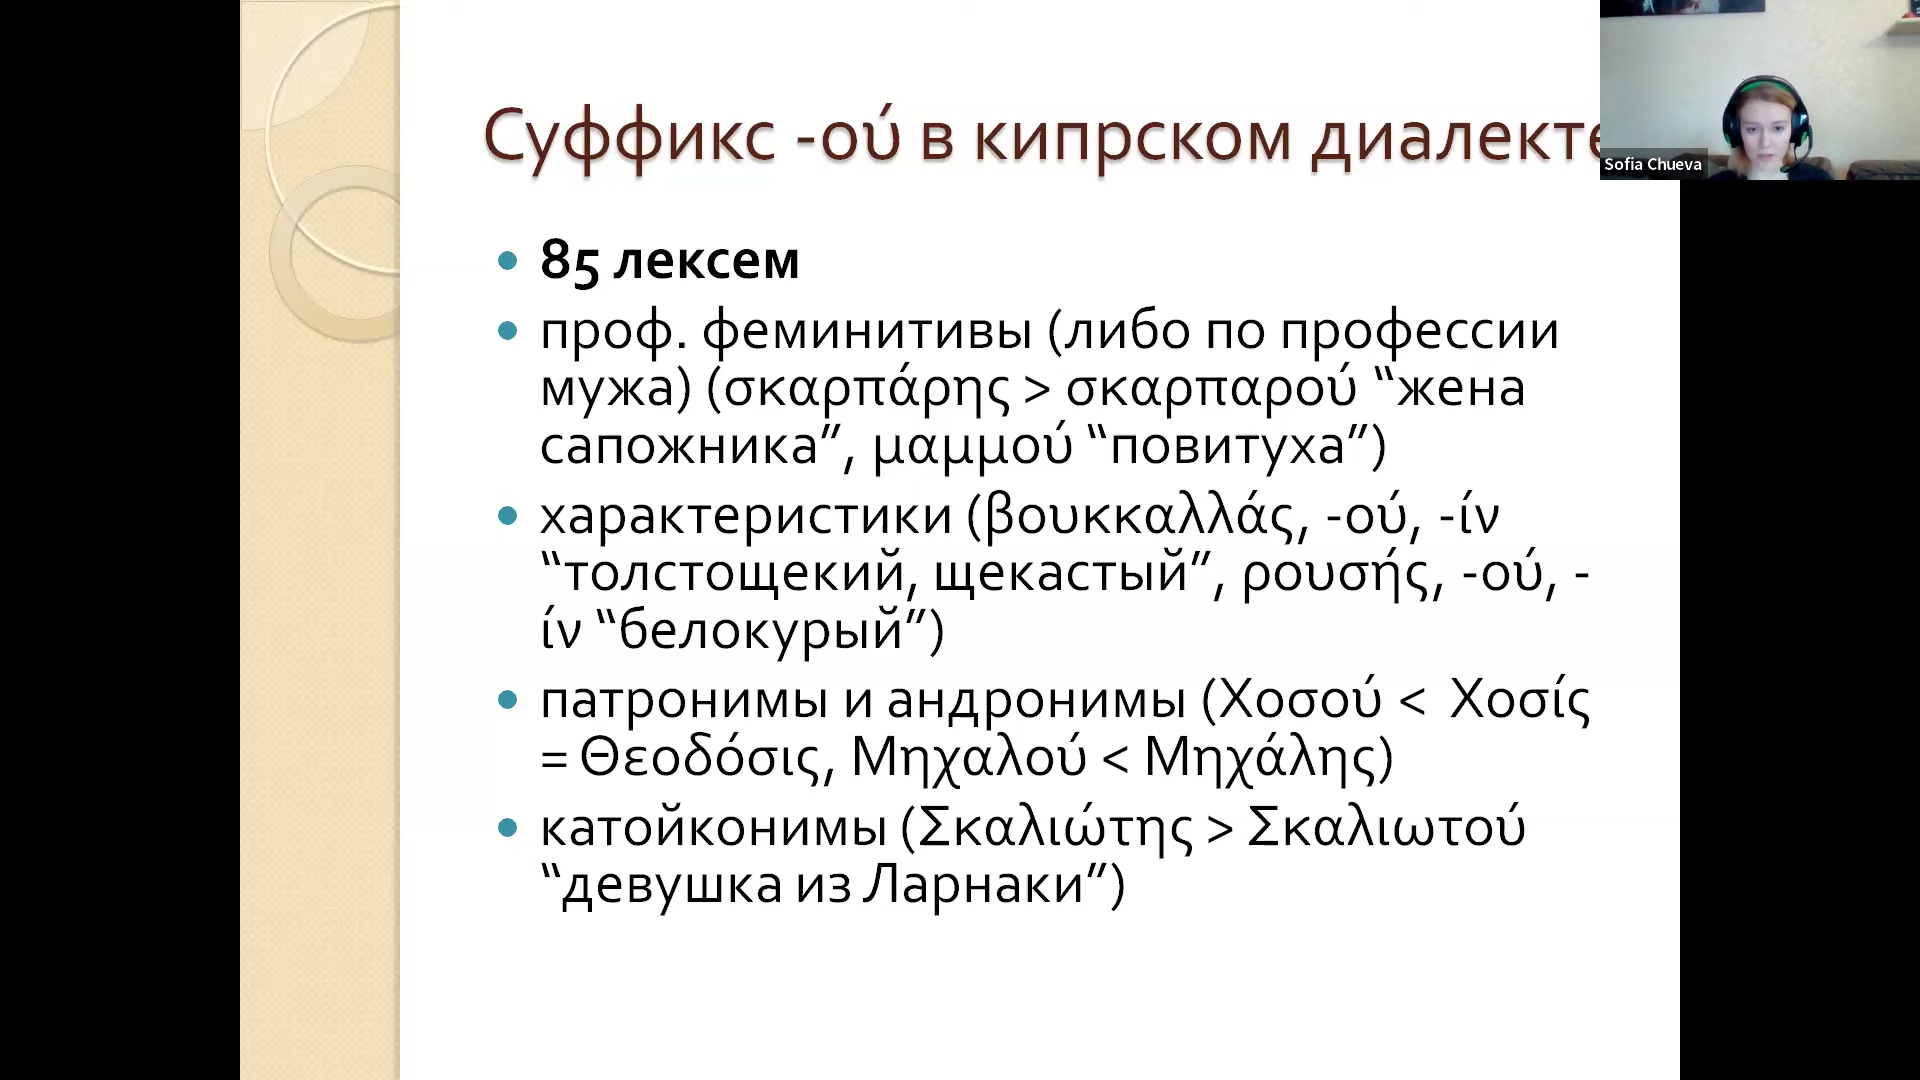 Суффикс -ού в кипрском диалекте
Sofia Chueva
85 лексем
проф. феминитивы (либо по профессии
мужа) (σκαρπάρης > σκαρπαρού “жена
сапожника”, μαμμού “повитуха”)
характеристики (βουκκαλλάς, -ού, -ίν
“толстощекий, щекастый”, ρουσής, -ού, -
ίν “белокурый”)
патронимы и андронимы (Χοσού < Χοσίς
= Θεοδόσις, Μηχαλού < Μηχάλης)
катойконимы (Σκαλιώτης > Σκαλιωτού
“девушка из Ларнаки”)